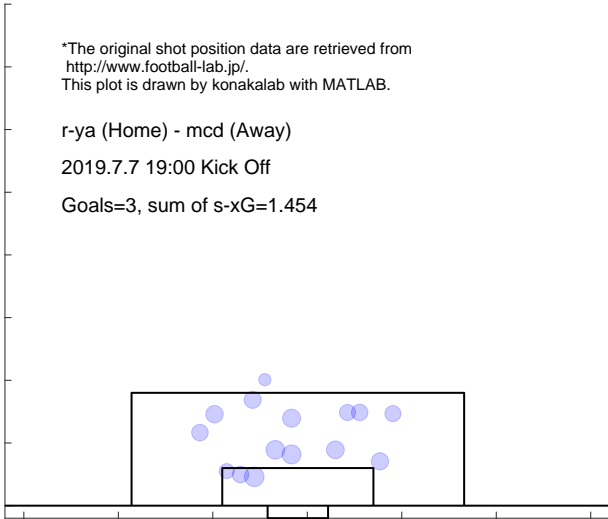 *The original shot position data are retrieved from
http://www.football-lab.jp/.
This plot is drawn by konakalab with MATLAB.
r-ya (Home) - mcd (Away)
2019.7.7 19:00 Kick Off
Goals=3, sum of s-xG=1.454